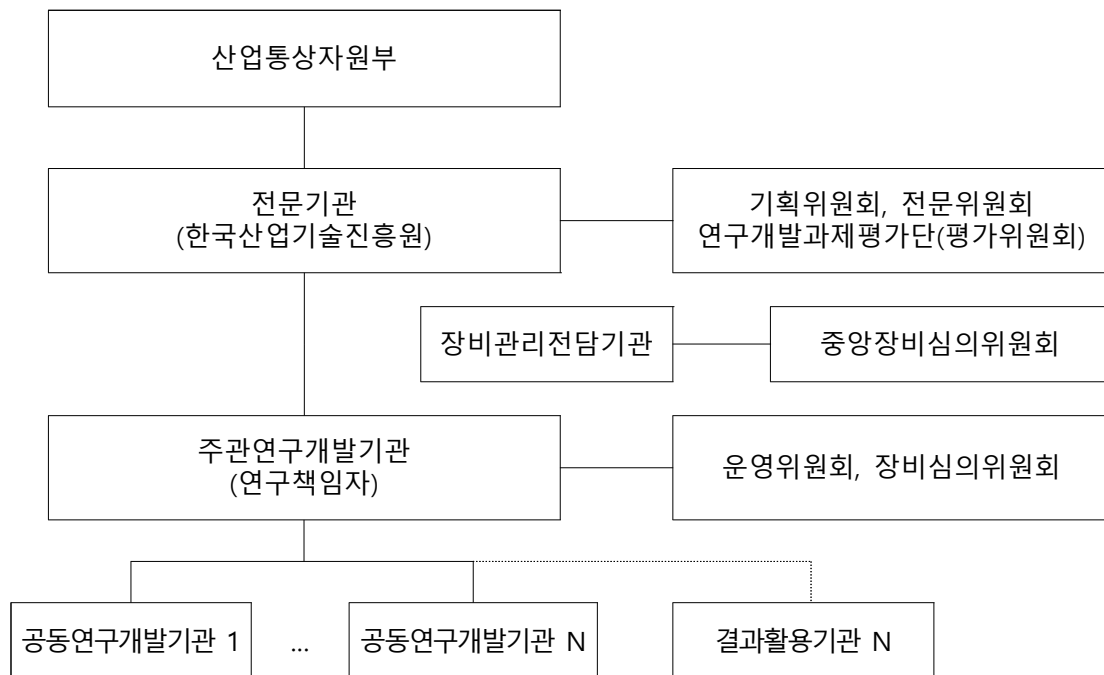 산업통상자원부
전문기관
(한국산업기술진흥원)
기획위원회, 전문위원회
연구개발과제평가단(평가위원회)
장비관리전담기관
중앙장비심의위원회
주관연구개발기관
(연구책임자)
운영위원회, 장비심의위원회
공동연구개발기관 1
...
공동연구개발기관 N
결과활용기관 N